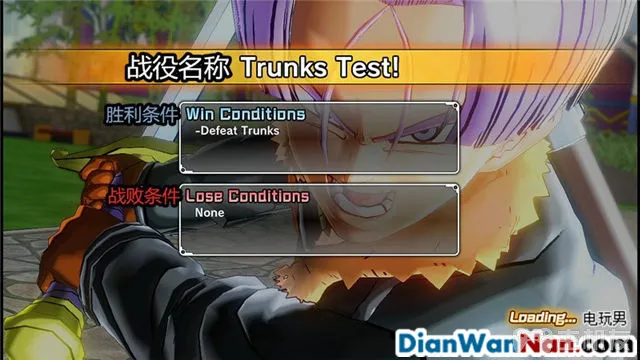 战役名称 Trunks Test!
胜利条件 Win Conditions
-Defeat Trunks
战败条件 Lose Conditions
None
Loading... 电玩男
DianWanNan.com